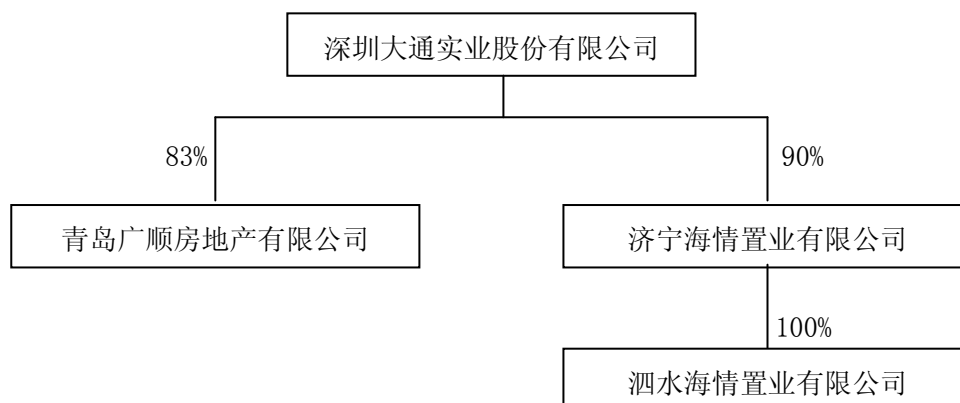 深圳大通实业股份有限公司
83%
90%
青岛广顺房地产有限公司
济宁海情置业有限公司
100%
泗水海情置业有限公司